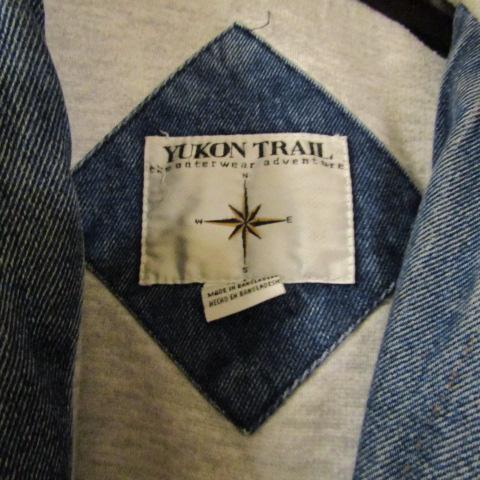 YUKON TRAIL
the outerwear adventure
N
W E
S
MADE IN BANGLADESH
HECHO EN BANGLADESH